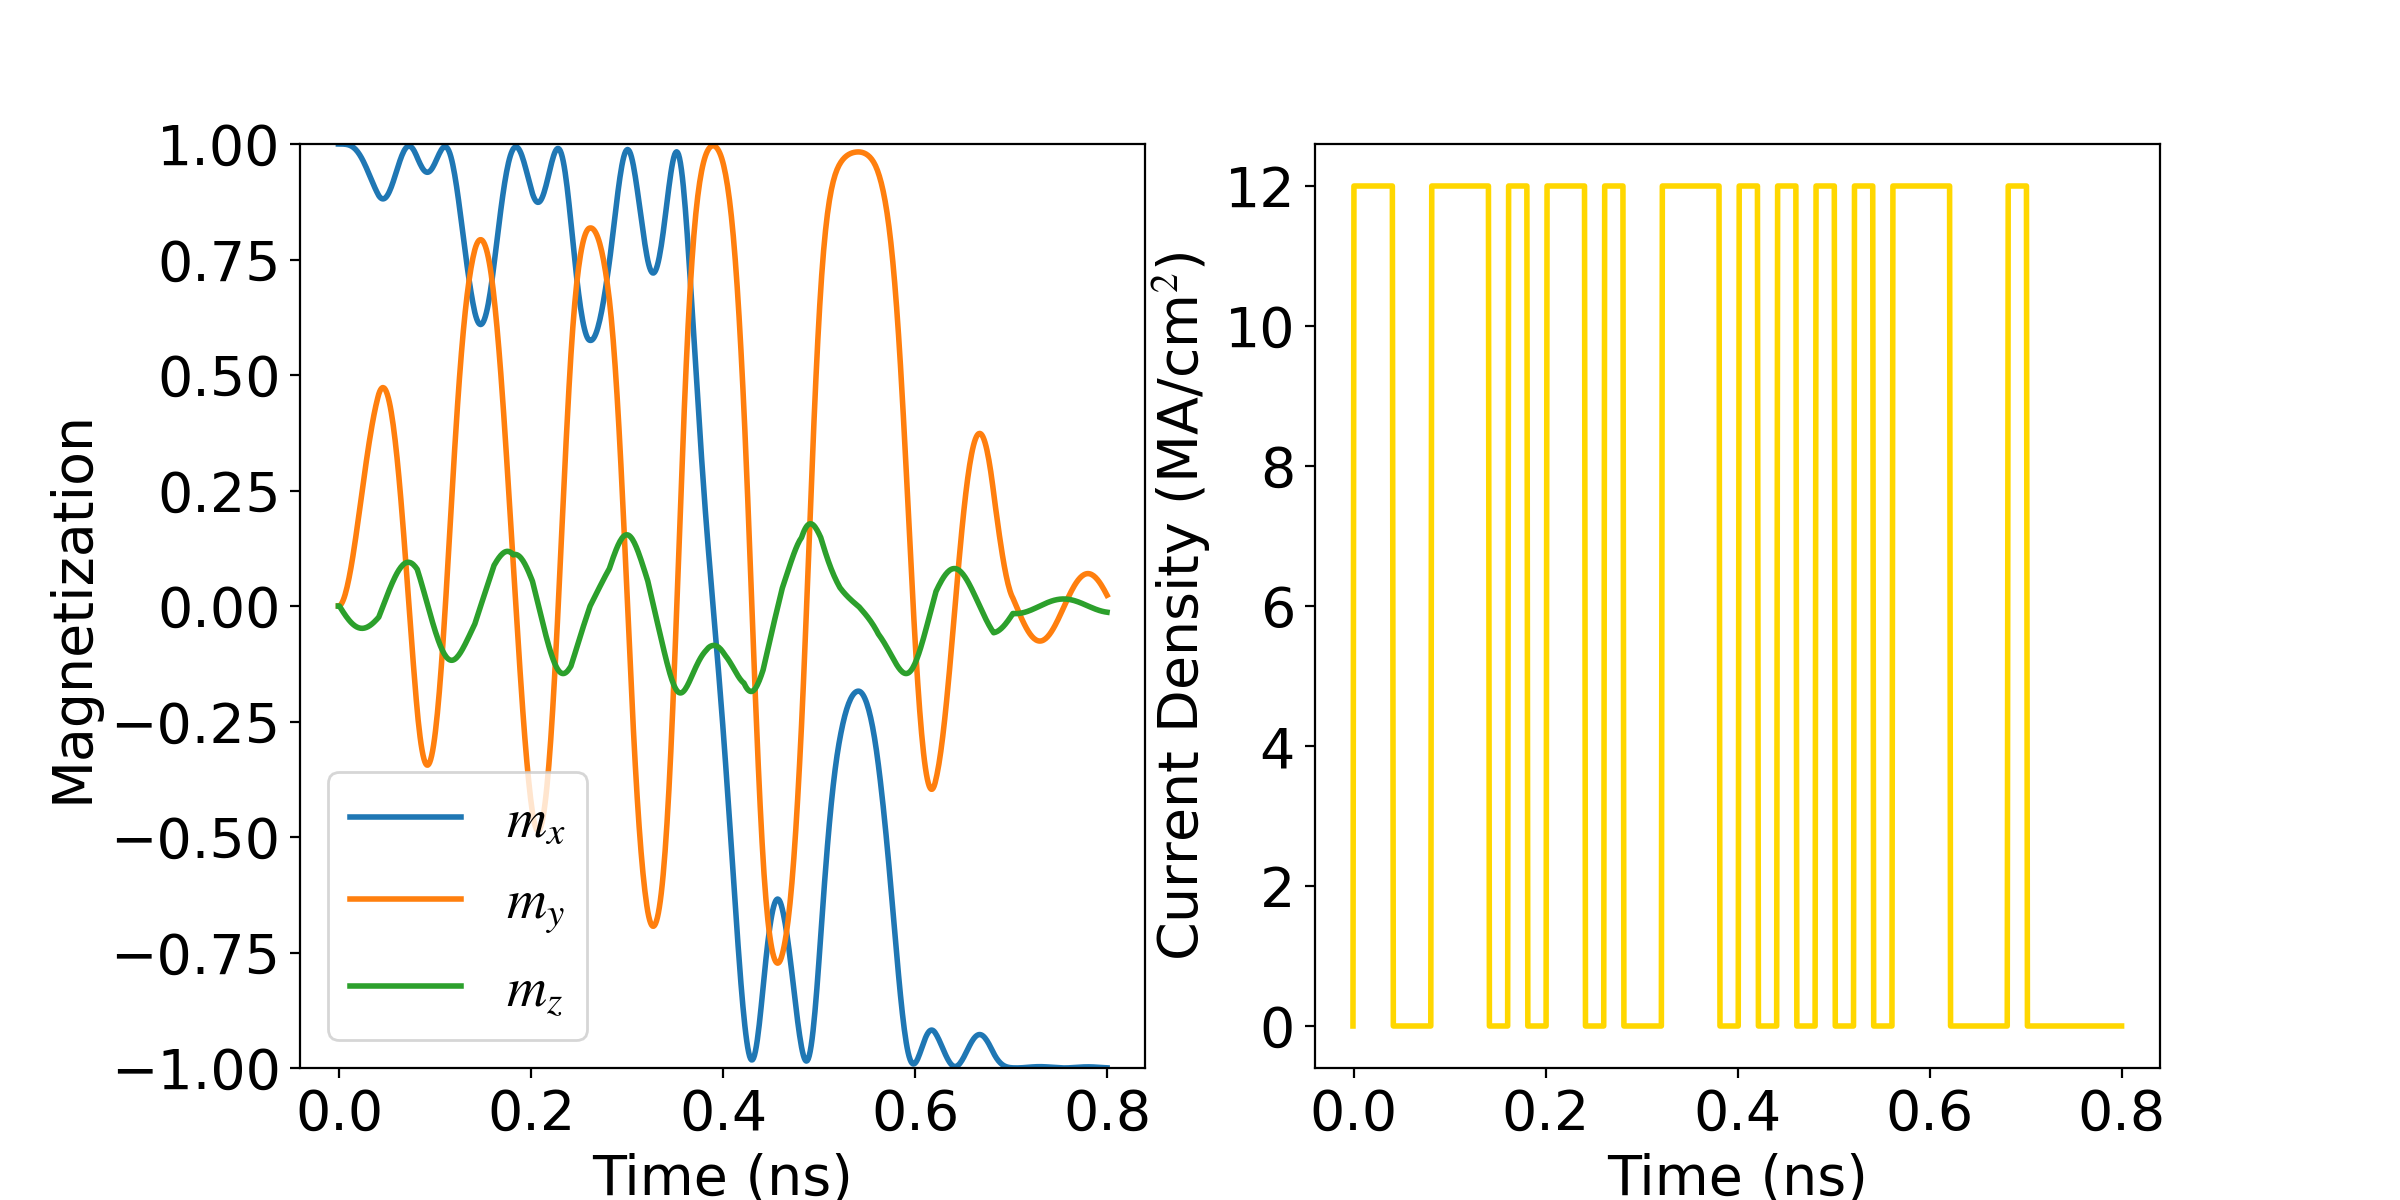 1.00
0.75
0.50
0.25
0.00
−0.25
−0.50
−0.75
−1.00
Magnetization
m_x
m_y
m_z
0.0 0.2 0.4 0.6 0.8
Time (ns)
12
10
8
6
4
2
0
Current Density (MA/cm²)
0.0 0.2 0.4 0.6 0.8
Time (ns)